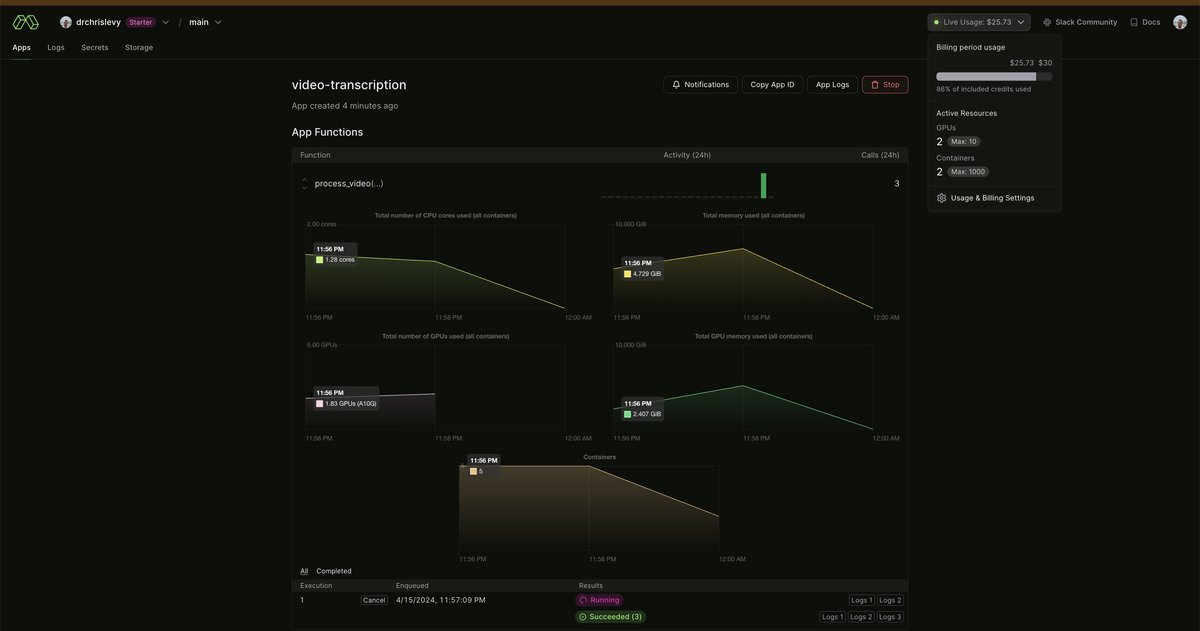 drchrislevy Starter / main Live Usage: $25.73 Slack Community Docs
Apps Logs Secrets Storage
Billing period usage
$25.73 $30
86% of included credits used
Active Resources
GPUs
2 Max: 10
Containers
2 Max: 1000
Usage & Billing Settings
video-transcription Notifications Copy App ID App Logs Stop
App created 4 minutes ago
App Functions
Function Activity (24h) Calls (24h)
process_video(...) 3
Total number of CPU cores used (all containers)
2.00 cores
11:56 PM
1.28 cores
11:56 PM 11:58 PM 12:00 AM
Total memory used (all containers)
10.000 GiB
11:56 PM
4.729 GiB
11:56 PM 11:58 PM 12:00 AM
Total number of GPUs used (all containers)
5.00 GPUs
11:56 PM
1.83 GPUs (A10G)
11:56 PM 11:58 PM 12:00 AM
Total GPU memory used (all containers)
10.000 GiB
11:56 PM
2.407 GiB
11:56 PM 11:58 PM 12:00 AM
Containers
11:56 PM
5
11:56 PM 11:58 PM 12:00 AM
All Completed
Execution Enqueued Results
1 Cancel 4/15/2024, 11:57:09 PM Running Logs 1 Logs 2
Succeeded (3) Logs 1 Logs 2 Logs 3